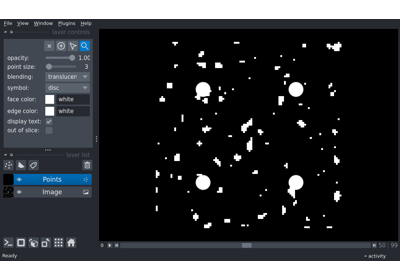 File View Window Plugins Help
layer controls
opacity: 1.00
point size: 3
blending: translucen
symbol: disc
face color: white
edge color: white
display text:
out of slice:
layer list
Points
Image
0 50 99
Ready activity